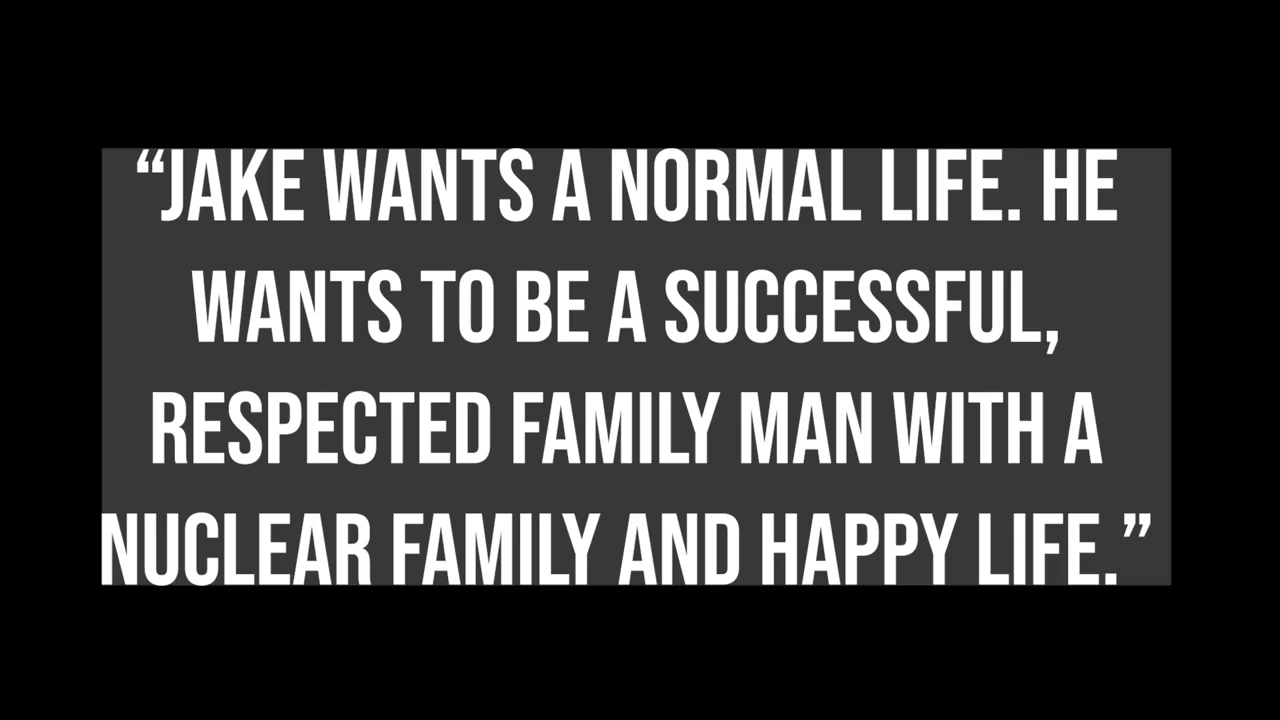 “JAKE WANTS A NORMAL LIFE. HE
WANTS TO BE A SUCCESSFUL,
RESPECTED FAMILY MAN WITH A
NUCLEAR FAMILY AND HAPPY LIFE.”